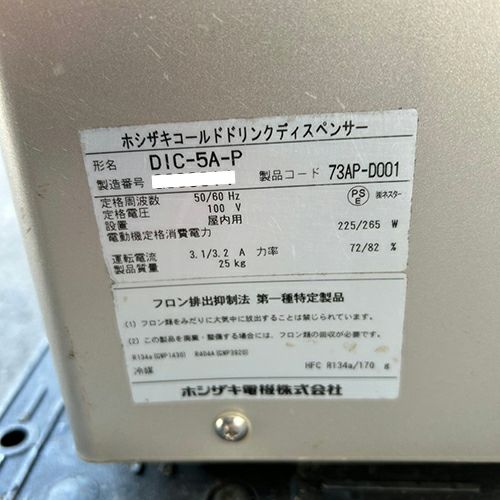 ホシザキコールドドリンクディスペンサー
形名 DIC-5A-P
製造番号 製品コード 73AP-D001
定格周波数 50/60 Hz
定格電圧 100 V
設置 屋内用
電動機定格消費電力 225/265 W
運転電流 3.1/3.2 A 力率 72/82 %
製品質量 25 kg
PSE ㈱ネスター
フロン排出抑制法 第一種特定製品
(1) フロン類をみだりに大気中に放出することは禁じられています。
(2) この製品を廃棄・整備する場合には、フロン類の回収が必要です。
R134a(GWP1430) R404A(GWP3920)
冷媒 HFC R134a/170 g
ホシザキ電機株式会社